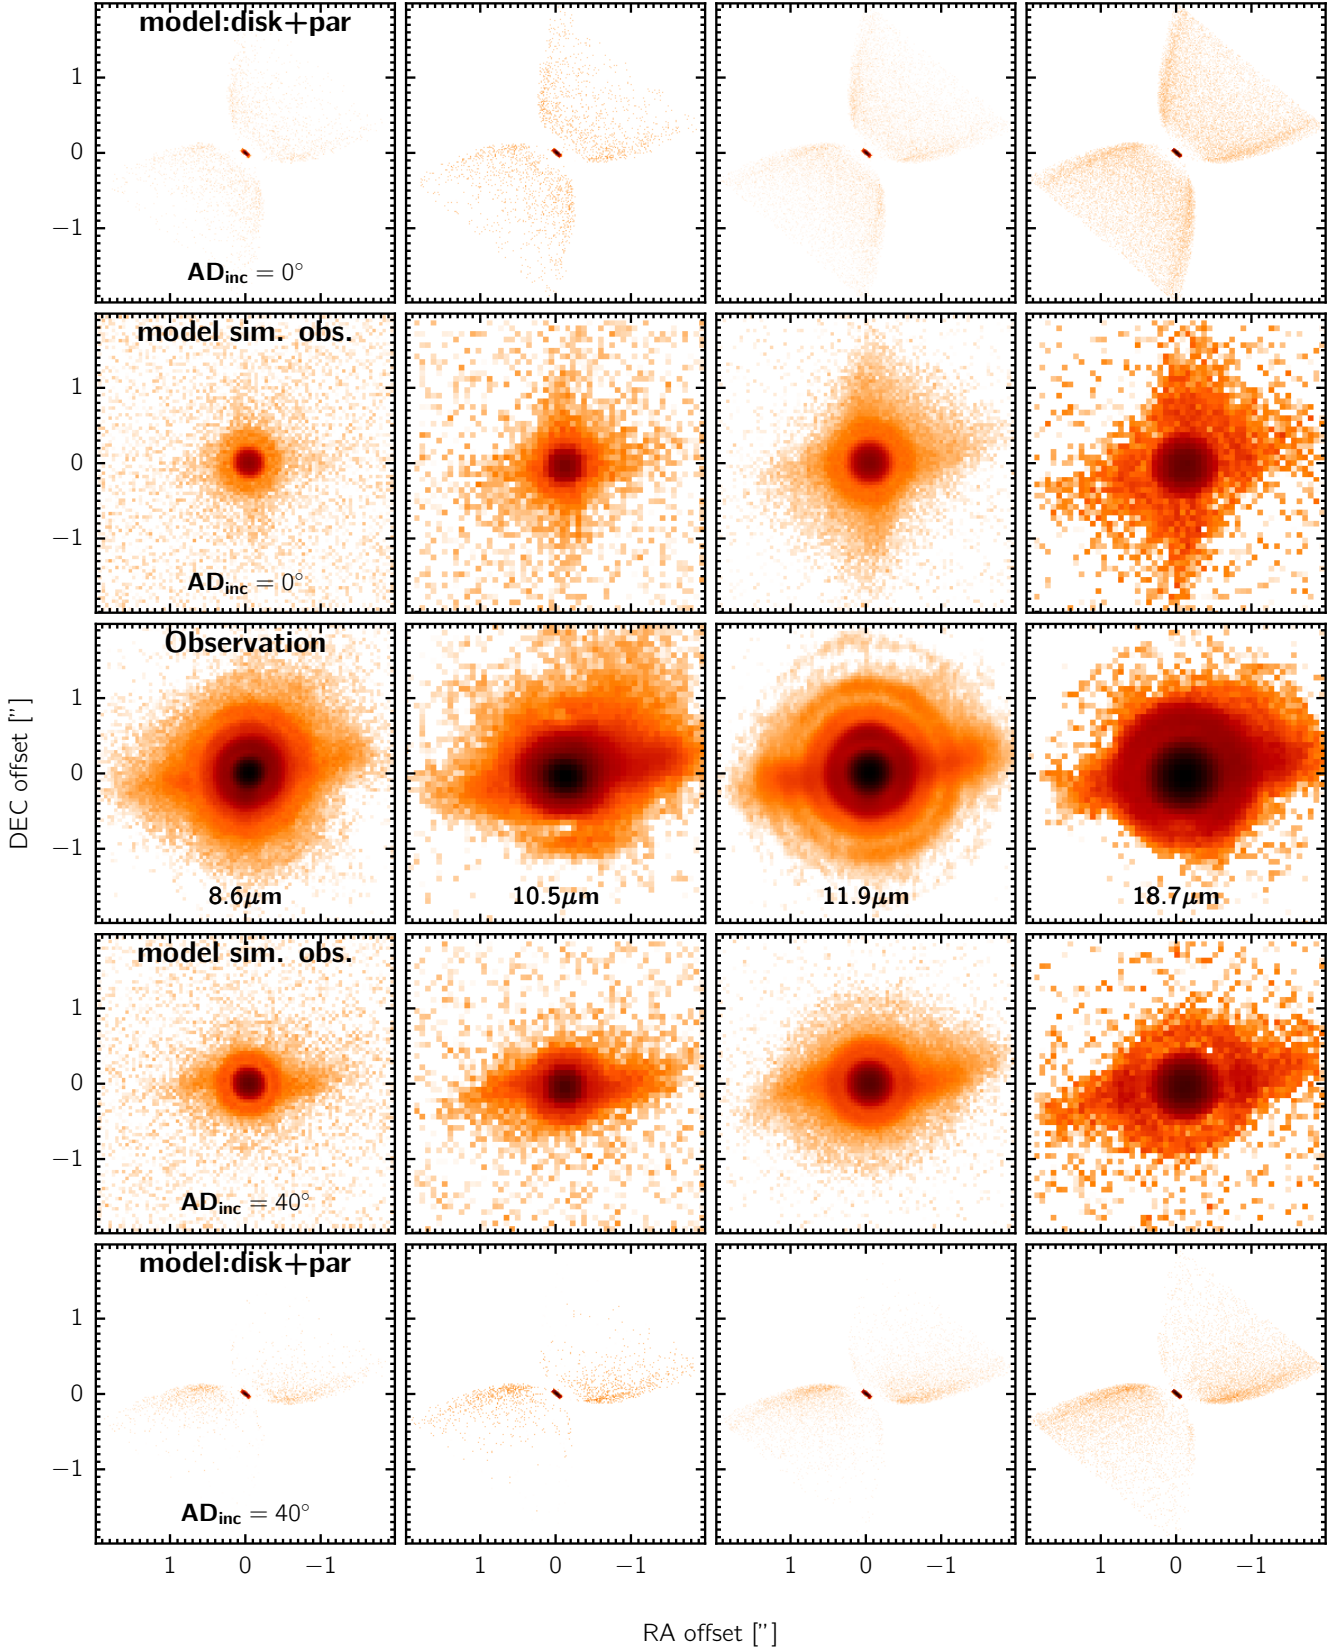 model:disk+par
1
0
−1
AD_inc = 0°
model sim. obs.
1
0
−1
AD_inc = 0°
Observation
1
0
−1
8.6μm 10.5μm 11.9μm 18.7μm
DEC offset ["]
model sim. obs.
1
0
−1
AD_inc = 40°
model:disk+par
1
0
−1
AD_inc = 40°
1 0 −1 1 0 −1 1 0 −1 1 0 −1
RA offset ["]